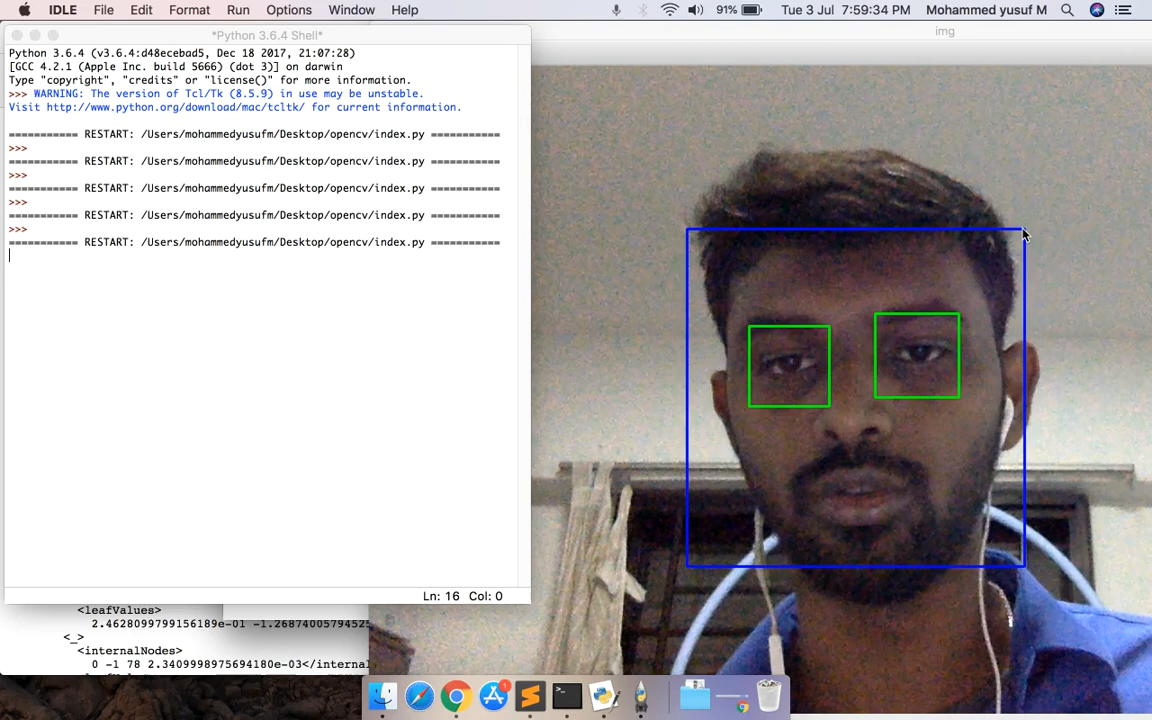 IDLE File Edit Format Run Options Window Help 91% Tue 3 Jul 7:59:34 PM Mohammed yusuf M
*Python 3.6.4 Shell*
img
Python 3.6.4 (v3.6.4:d48ecebad5, Dec 18 2017, 21:07:28)
[GCC 4.2.1 (Apple Inc. build 5666) (dot 3)] on darwin
Type "copyright", "credits" or "license()" for more information.
>>> WARNING: The version of Tcl/Tk (8.5.9) in use may be unstable.
Visit http://www.python.org/download/mac/tcltk/ for current information.
=========== RESTART: /Users/mohammedyusufm/Desktop/opencv/index.py ===========
>>>
=========== RESTART: /Users/mohammedyusufm/Desktop/opencv/index.py ===========
>>>
=========== RESTART: /Users/mohammedyusufm/Desktop/opencv/index.py ===========
>>>
=========== RESTART: /Users/mohammedyusufm/Desktop/opencv/index.py ===========
>>>
=========== RESTART: /Users/mohammedyusufm/Desktop/opencv/index.py ===========
Ln: 16 Col: 0
<leafValues>
2.4628099799156189e-01 -1.26874005794525
<_>
<internalNodes>
0 -1 78 2.3409998975694180e-03</internal
1